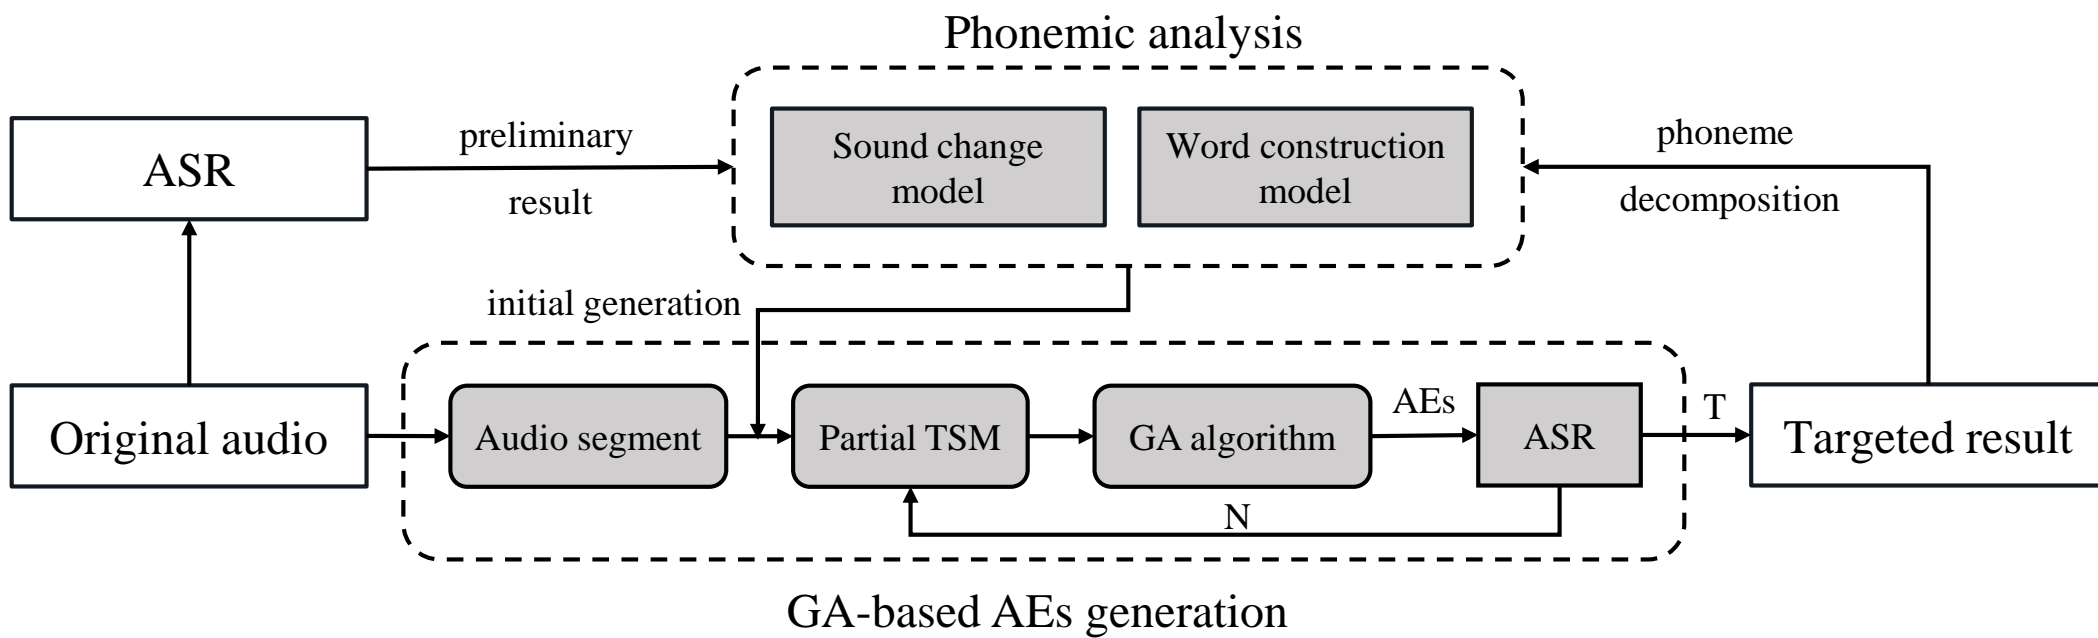 Phonemic analysis
ASR
preliminary
result
Sound change
model
Word construction
model
phoneme
decomposition
initial generation
Original audio
Audio segment
Partial TSM
GA algorithm
AEs
ASR
T
Targeted result
N
GA-based AEs generation